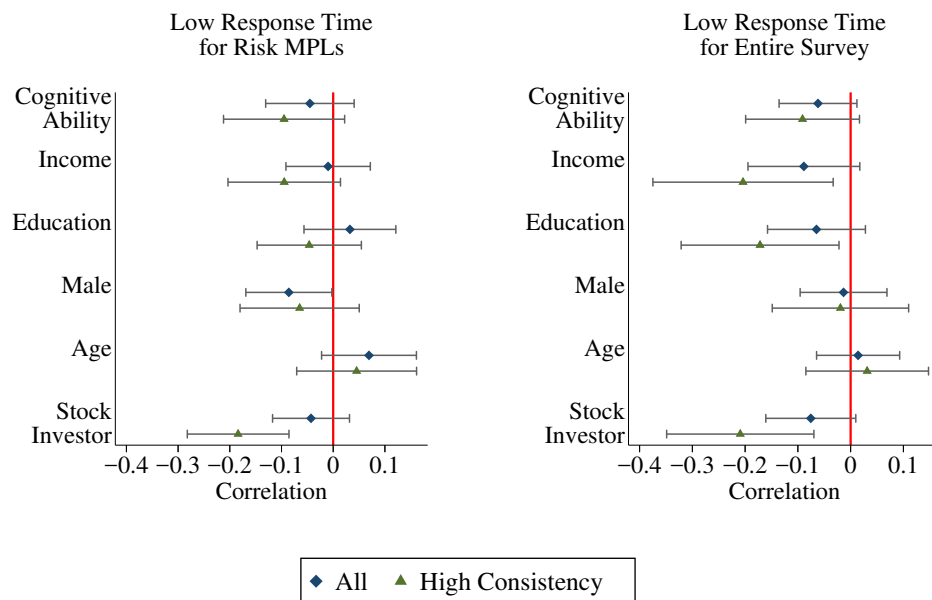 Low Response Time
for Risk MPLs
Cognitive
Ability
Income
Education
Male
Age
Stock
Investor
−0.4 −0.3 −0.2 −0.1 0 0.1
Correlation
Low Response Time
for Entire Survey
Cognitive
Ability
Income
Education
Male
Age
Stock
Investor
−0.4 −0.3 −0.2 −0.1 0 0.1
Correlation
All High Consistency